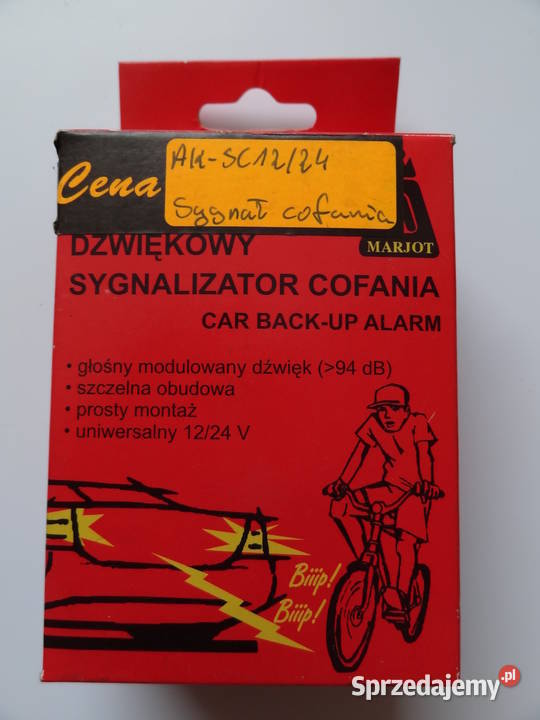 Cena
AK-SC12/24
Sygnał cofania
MARJOT
DŹWIĘKOWY
SYGNALIZATOR COFANIA
CAR BACK-UP ALARM
• głośny modulowany dźwięk (>94 dB)
• szczelna obudowa
• prosty montaż
• uniwersalny 12/24 V
Biiip!
Biiip!
Sprzedajemy.pl